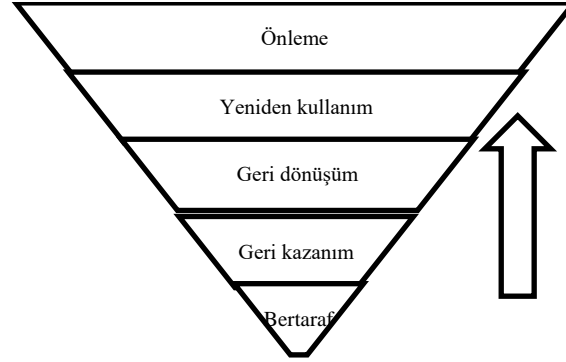 Önleme
Yeniden kullanım
Geri dönüşüm
Geri kazanım
Bertaraf